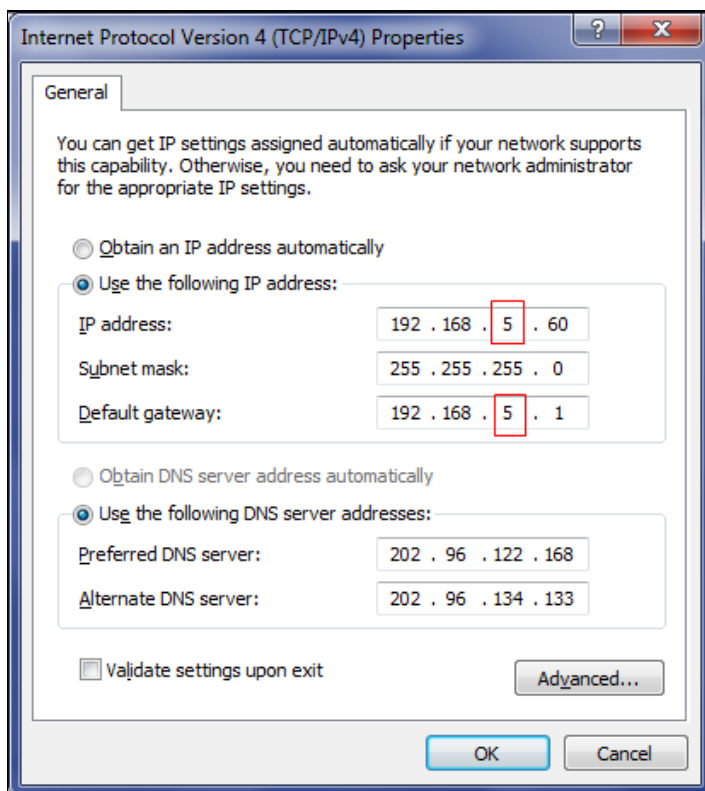 Internet Protocol Version 4 (TCP/IPv4) Properties
?
X
General
You can get IP settings assigned automatically if your network supports
this capability. Otherwise, you need to ask your network administrator
for the appropriate IP settings.
Obtain an IP address automatically
Use the following IP address:
IP address: 192 . 168 . 5 . 60
Subnet mask: 255 . 255 . 255 . 0
Default gateway: 192 . 168 . 5 . 1
Obtain DNS server address automatically
Use the following DNS server addresses:
Preferred DNS server: 202 . 96 . 122 . 168
Alternate DNS server: 202 . 96 . 134 . 133
Validate settings upon exit
Advanced...
OK
Cancel